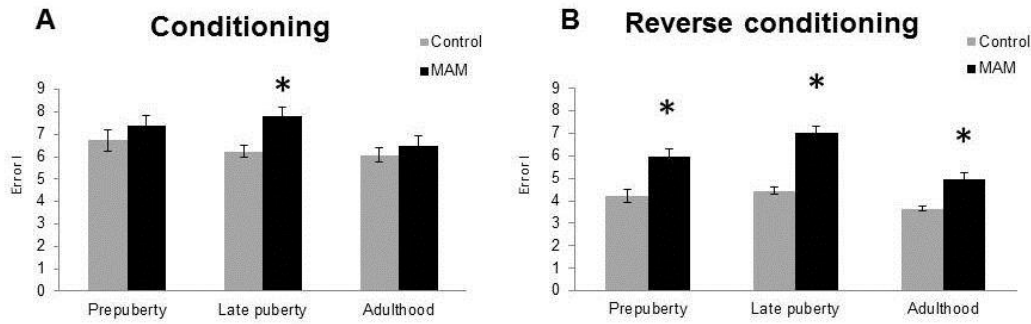 A
Conditioning
Control
MAM
*
9
8
7
6
5
4
3
2
1
0
Error I
Prepuberty Late puberty Adulthood
B
Reverse conditioning
Control
MAM
*
*
*
9
8
7
6
5
4
3
2
1
0
Error I
Prepuberty Late puberty Adulthood